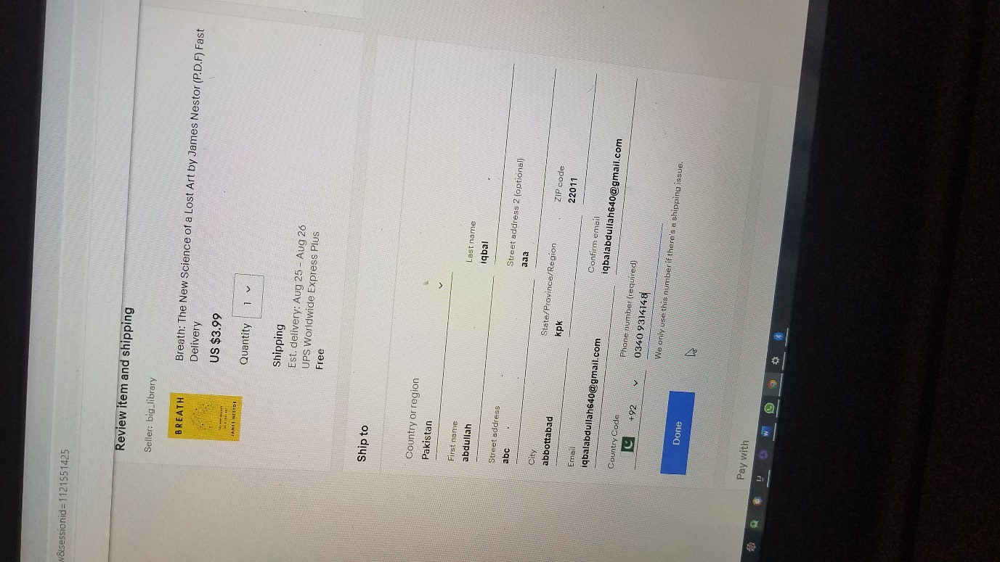 w&sessionid=1121551425
Review item and shipping
Seller: big_library
BREATH
JAMES NESTOR
Breath: The New Science of a Lost Art by James Nestor (P.D.F) Fast
Delivery
US $3.99
Quantity 1
Shipping
Est. delivery: Aug 25 - Aug 26
UPS Worldwide Express Plus
Free
Ship to
Country or region
Pakistan
First name
abdullah
Last name
iqbal
Street address
abc
Street address 2 (optional)
aaa
City
abbottabad
State/Province/Region
kpk
ZIP code
22011
Email
iqbalabdullah640@gmail.com
Confirm email
iqbalabdullah640@gmail.com
Country Code
+92
Phone number (required)
0340 9314148
We only use this number if there's a shipping issue.
Done
Pay with